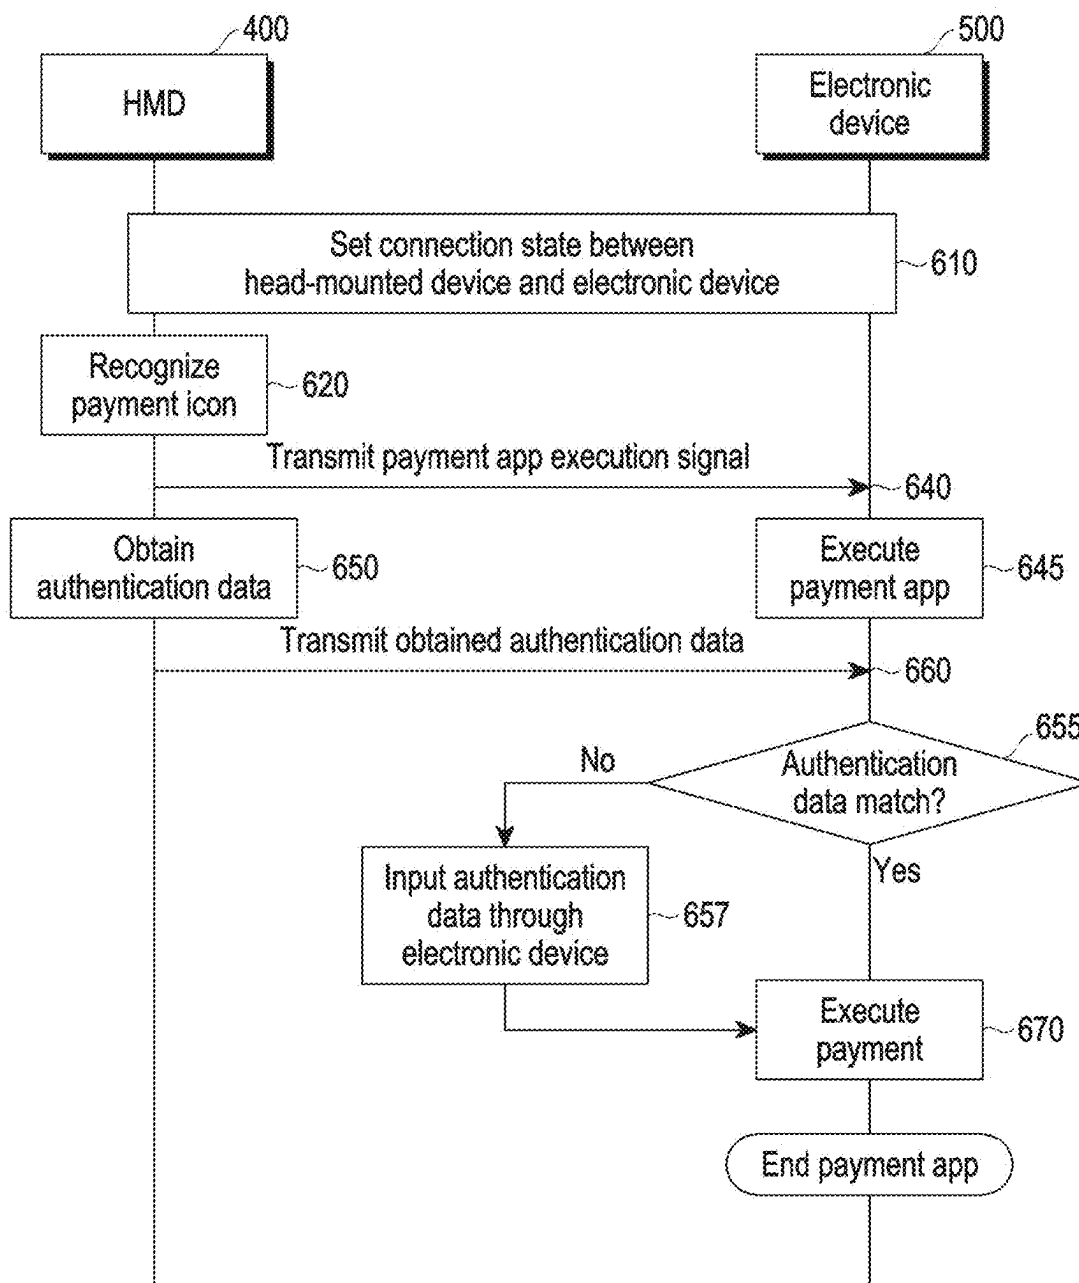 400
500
HMD
Electronic
device
Set connection state between
head-mounted device and electronic device
610
Recognize
payment icon
620
Transmit payment app execution signal
640
Obtain
authentication data
650
Execute
payment app
645
Transmit obtained authentication data
660
655
Authentication
data match?
No
Yes
Input authentication
data through
electronic device
657
Execute
payment
670
End payment app